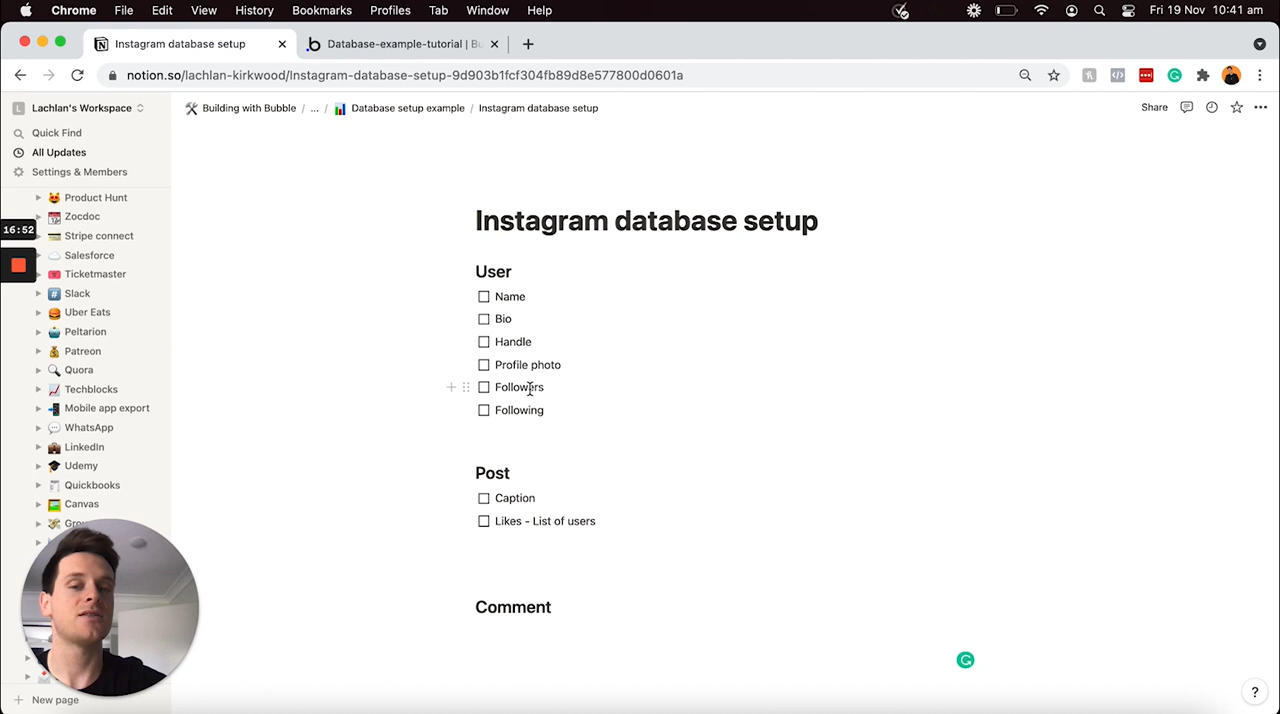 Chrome File Edit View History Bookmarks Profiles Tab Window Help Fri 19 Nov 10:41 am
Instagram database setup Database-example-tutorial | Bu
notion.so/lachlan-kirkwood/Instagram-database-setup-9d903b1fcf304fb89d8e577800d0601a
L Lachlan's Workspace
Building with Bubble / ... / Database setup example / Instagram database setup
Share
Quick Find
All Updates
Settings & Members
Product Hunt
Zocdoc
16:52
Stripe connect
Salesforce
Ticketmaster
Slack
Uber Eats
Peltarion
Patreon
Quora
Techblocks
Mobile app export
WhatsApp
LinkedIn
Udemy
Quickbooks
Canvas
New page
Instagram database setup
User
Name
Bio
Handle
Profile photo
Followers
Following
Post
Caption
Likes - List of users
Comment
?